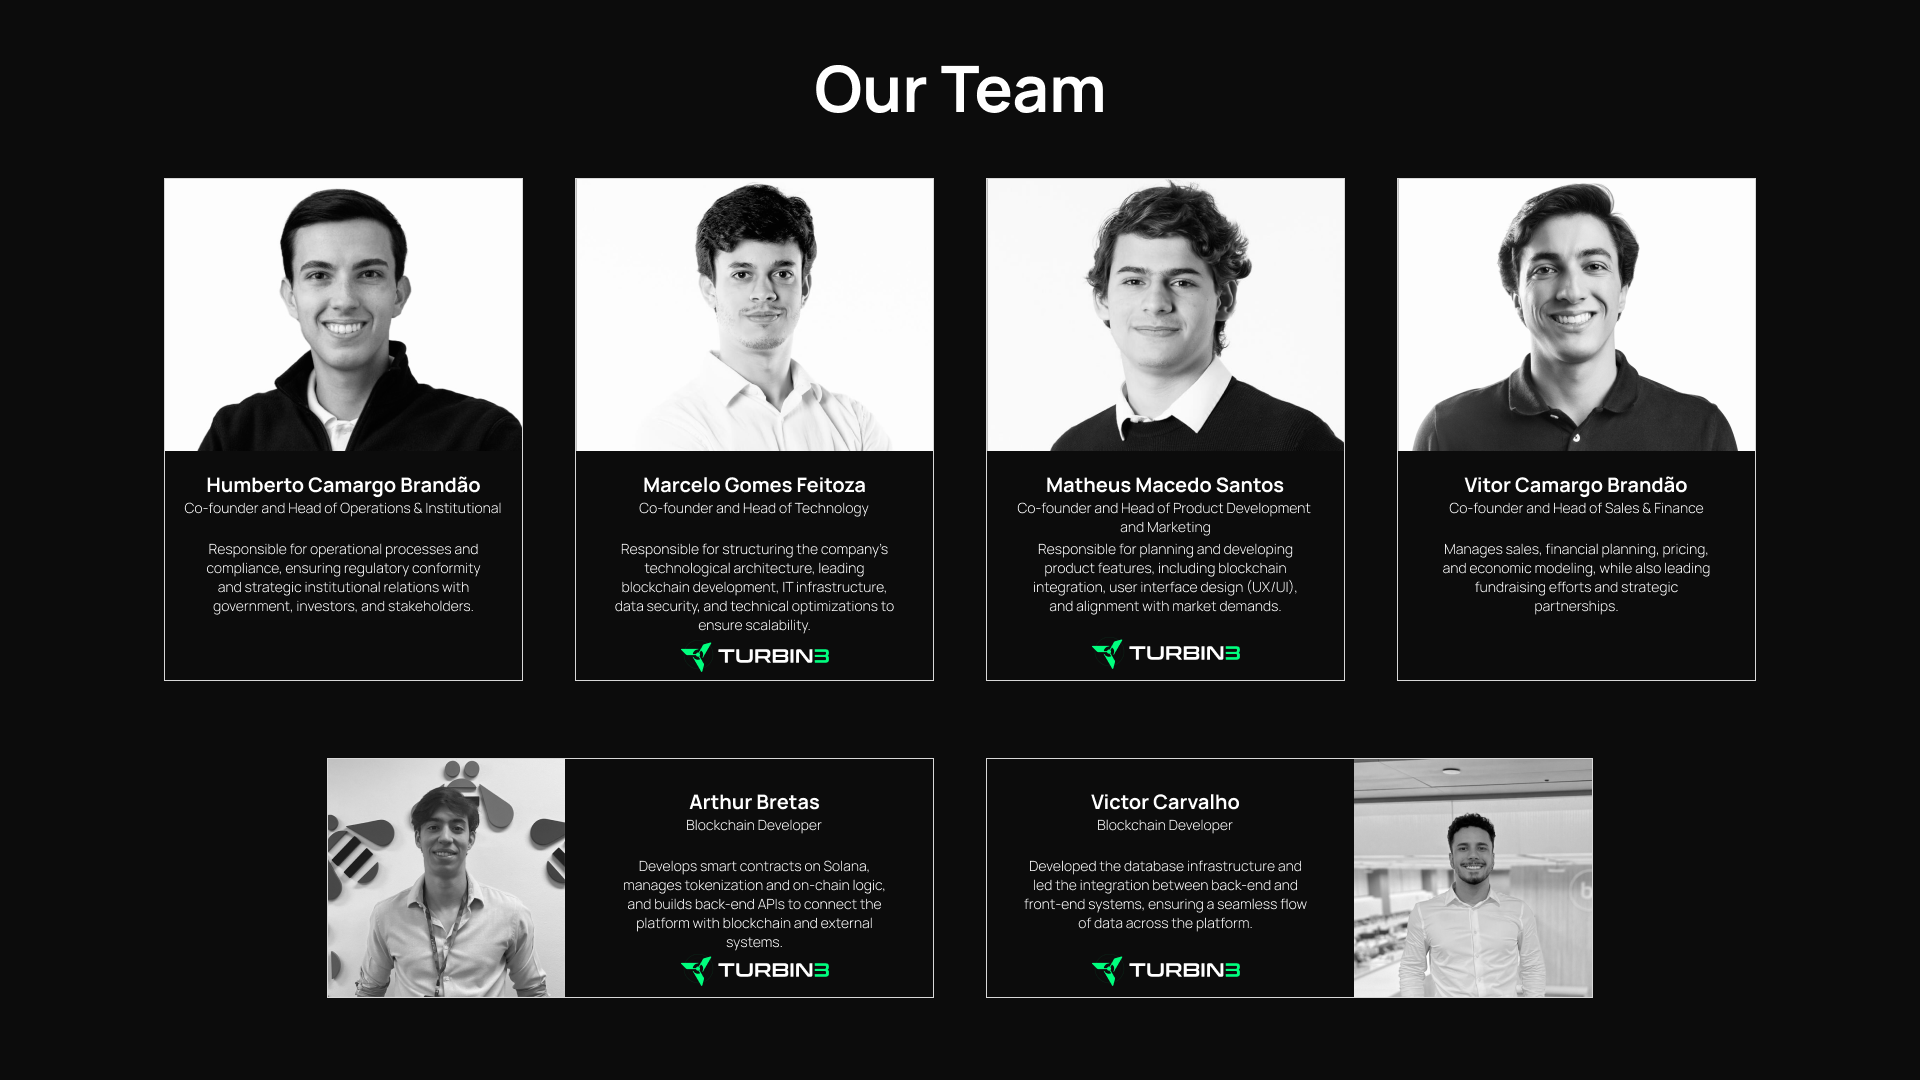 Our Team
Humberto Camargo Brandão
Co-founder and Head of Operations & Institutional
Responsible for operational processes and
compliance, ensuring regulatory conformity
and strategic institutional relations with
government, investors, and stakeholders.
Marcelo Gomes Feitoza
Co-founder and Head of Technology
Responsible for structuring the company's
technological architecture, leading
blockchain development, IT infrastructure,
data security, and technical optimizations to
ensure scalability.
TURBIN3
Matheus Macedo Santos
Co-founder and Head of Product Development
and Marketing
Responsible for planning and developing
product features, including blockchain
integration, user interface design (UX/UI),
and alignment with market demands.
TURBIN3
Vitor Camargo Brandão
Co-founder and Head of Sales & Finance
Manages sales, financial planning, pricing,
and economic modeling, while also leading
fundraising efforts and strategic
partnerships.
Arthur Bretas
Blockchain Developer
Develops smart contracts on Solana,
manages tokenization and on-chain logic,
and builds back-end APIs to connect the
platform with blockchain and external
systems.
TURBIN3
Victor Carvalho
Blockchain Developer
Developed the database infrastructure and
led the integration between back-end and
front-end systems, ensuring a seamless flow
of data across the platform.
TURBIN3